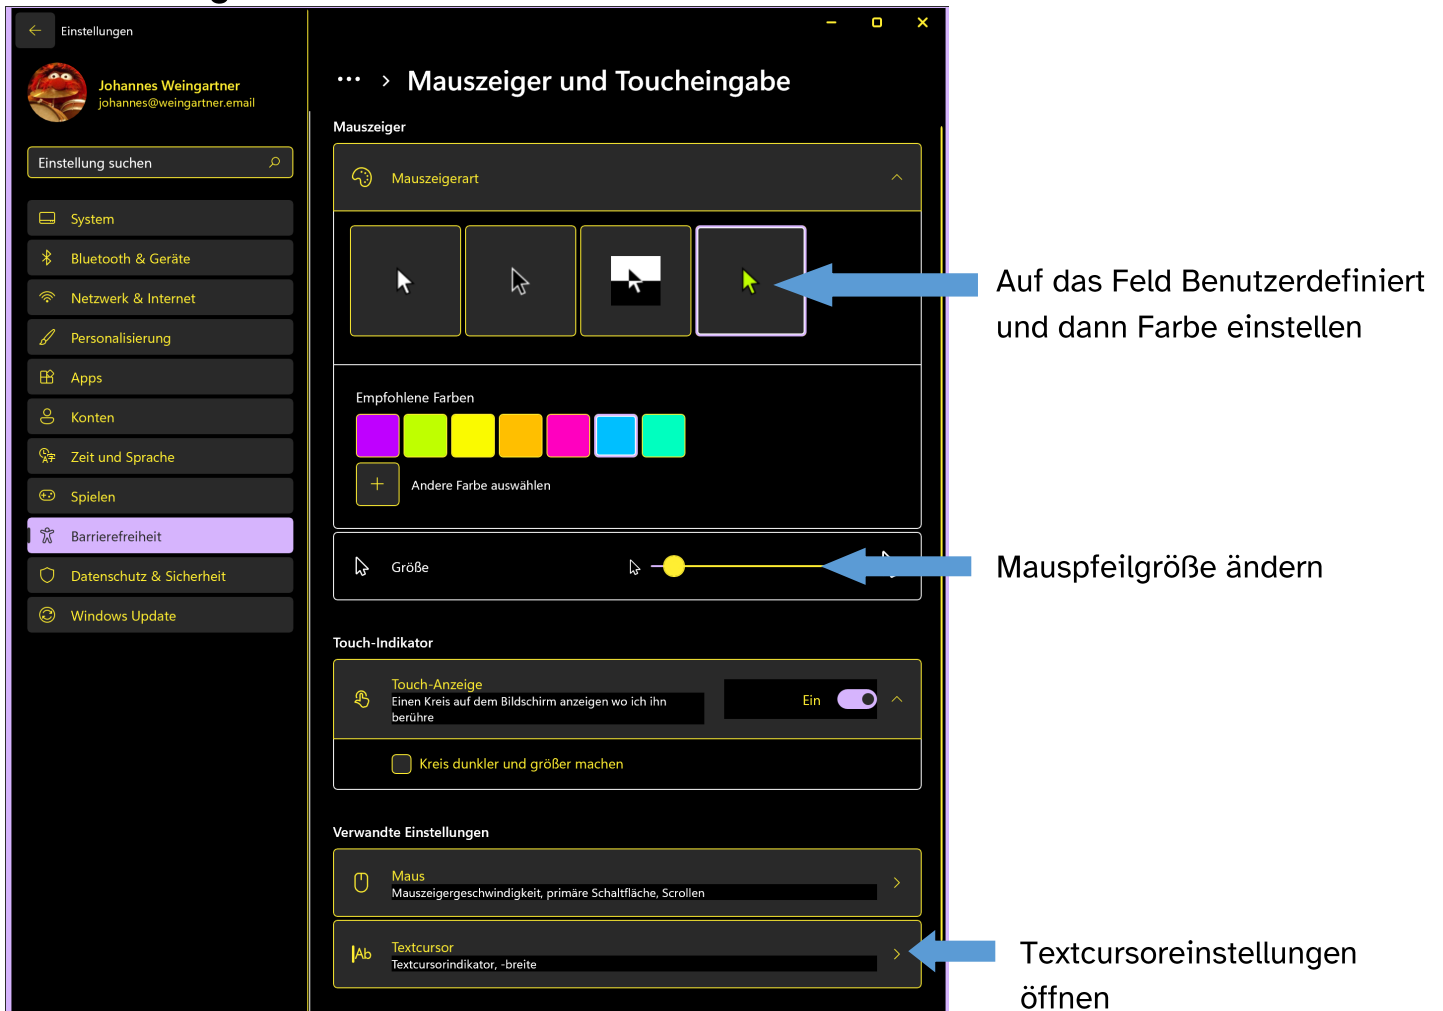 Einstellungen
Johannes Weingartner
johannes@weingartner.email
Einstellung suchen
System
Bluetooth & Geräte
Netzwerk & Internet
Personalisierung
Apps
Konten
Zeit und Sprache
Spielen
Barrierefreiheit
Datenschutz & Sicherheit
Windows Update
... > Mauszeiger und Toucheingabe
Mauszeiger
Mauszeigerart
Empfohlene Farben
Andere Farbe auswählen
Größe
Touch-Indikator
Touch-Anzeige
Einen Kreis auf dem Bildschirm anzeigen wo ich ihn
berühre
Ein
Kreis dunkler und größer machen
Verwandte Einstellungen
Maus
Mauszeigergeschwindigkeit, primäre Schaltfläche, Scrollen
Ab
Textcursor
Textcursorindikator, -breite
Auf das Feld Benutzerdefiniert
und dann Farbe einstellen
Mauspfeilgröße ändern
Textcursoreinstellungen
öffnen